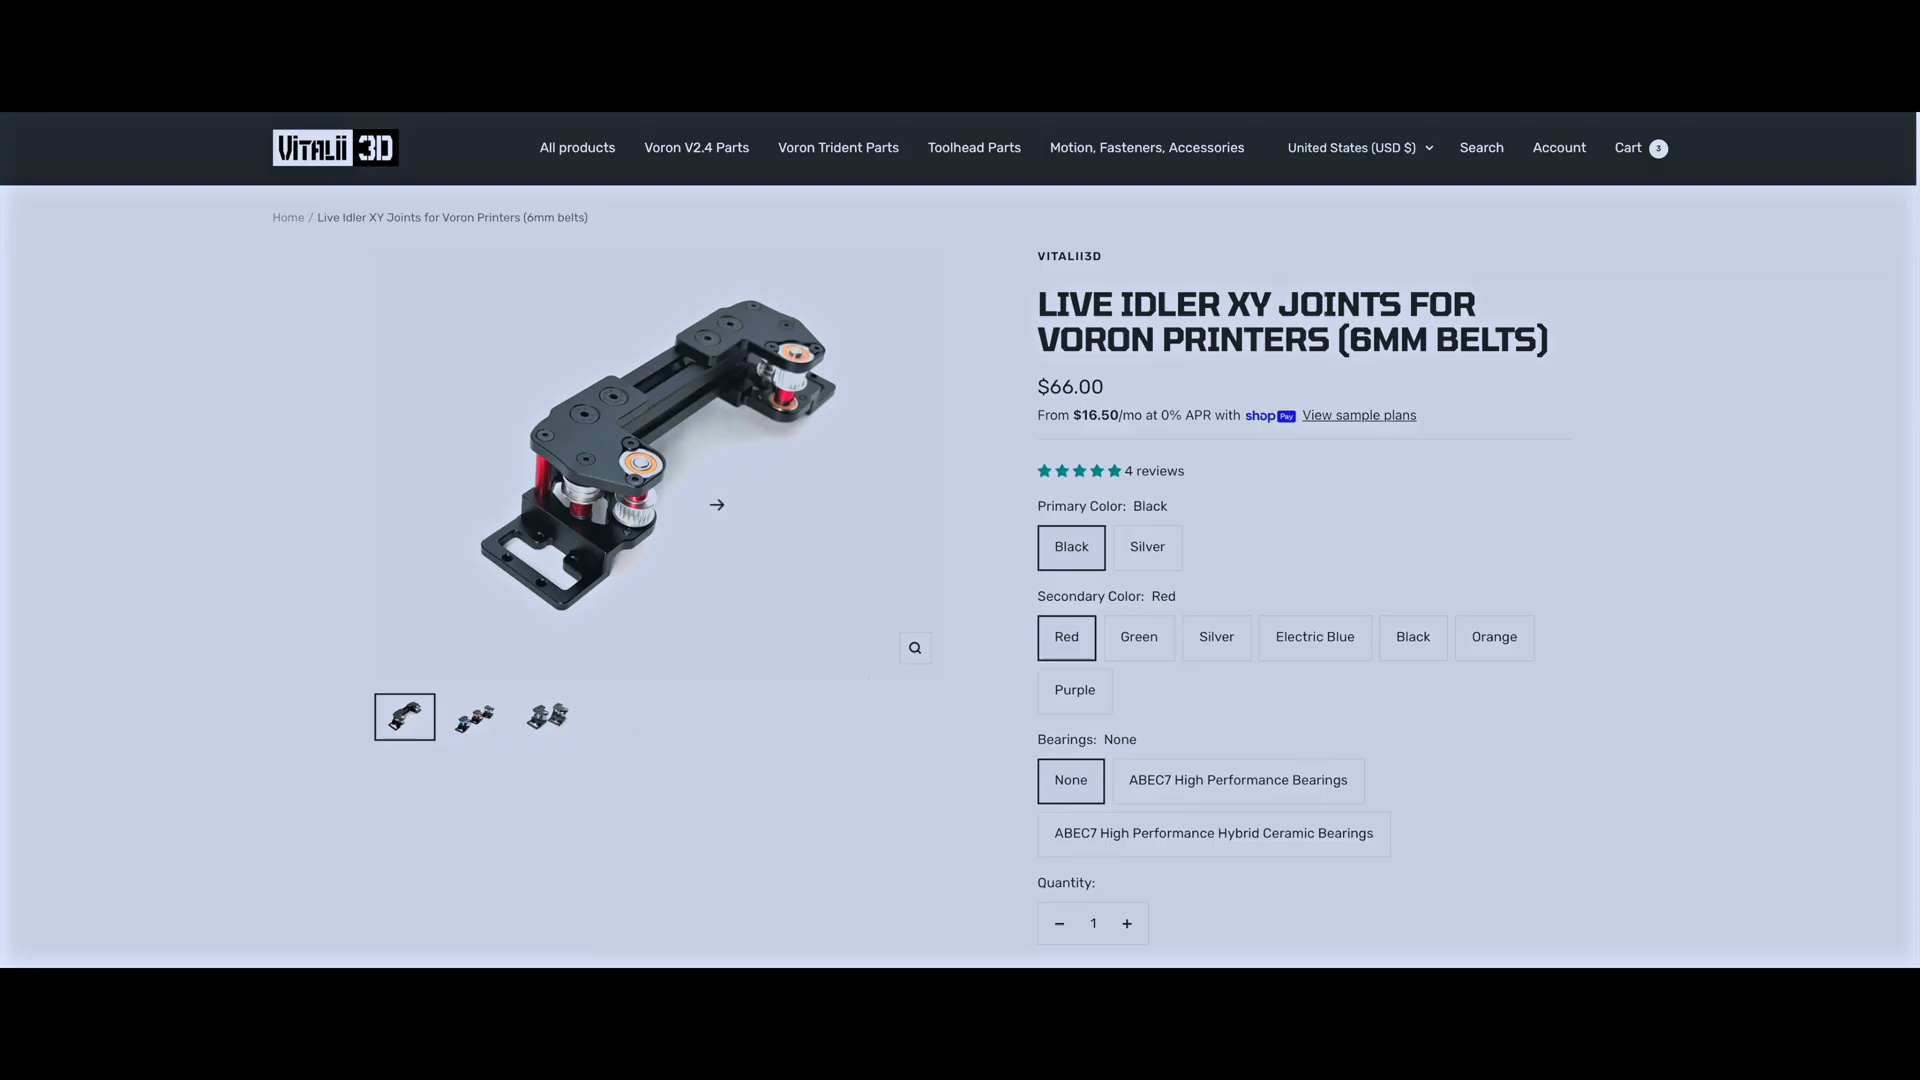 ViTALii 3D
All products
Voron V2.4 Parts
Voron Trident Parts
Toolhead Parts
Motion, Fasteners, Accessories
United States (USD $)
Search
Account
Cart 3
Home / Live Idler XY Joints for Voron Printers (6mm belts)
VITALII3D
LIVE IDLER XY JOINTS FOR
VORON PRINTERS (6MM BELTS)
$66.00
From $16.50/mo at 0% APR with shop Pay View sample plans
4 reviews
Primary Color: Black
Black
Silver
Secondary Color: Red
Red
Green
Silver
Electric Blue
Black
Orange
Purple
Bearings: None
None
ABEC7 High Performance Bearings
ABEC7 High Performance Hybrid Ceramic Bearings
Quantity:
− 1 +